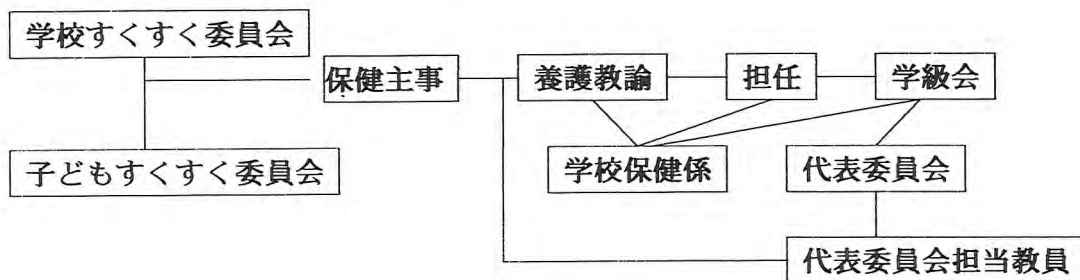 学校すくすく委員会
保健主事
養護教諭
担任
学級会
子どもすくすく委員会
学校保健係
代表委員会
代表委員会担当教員